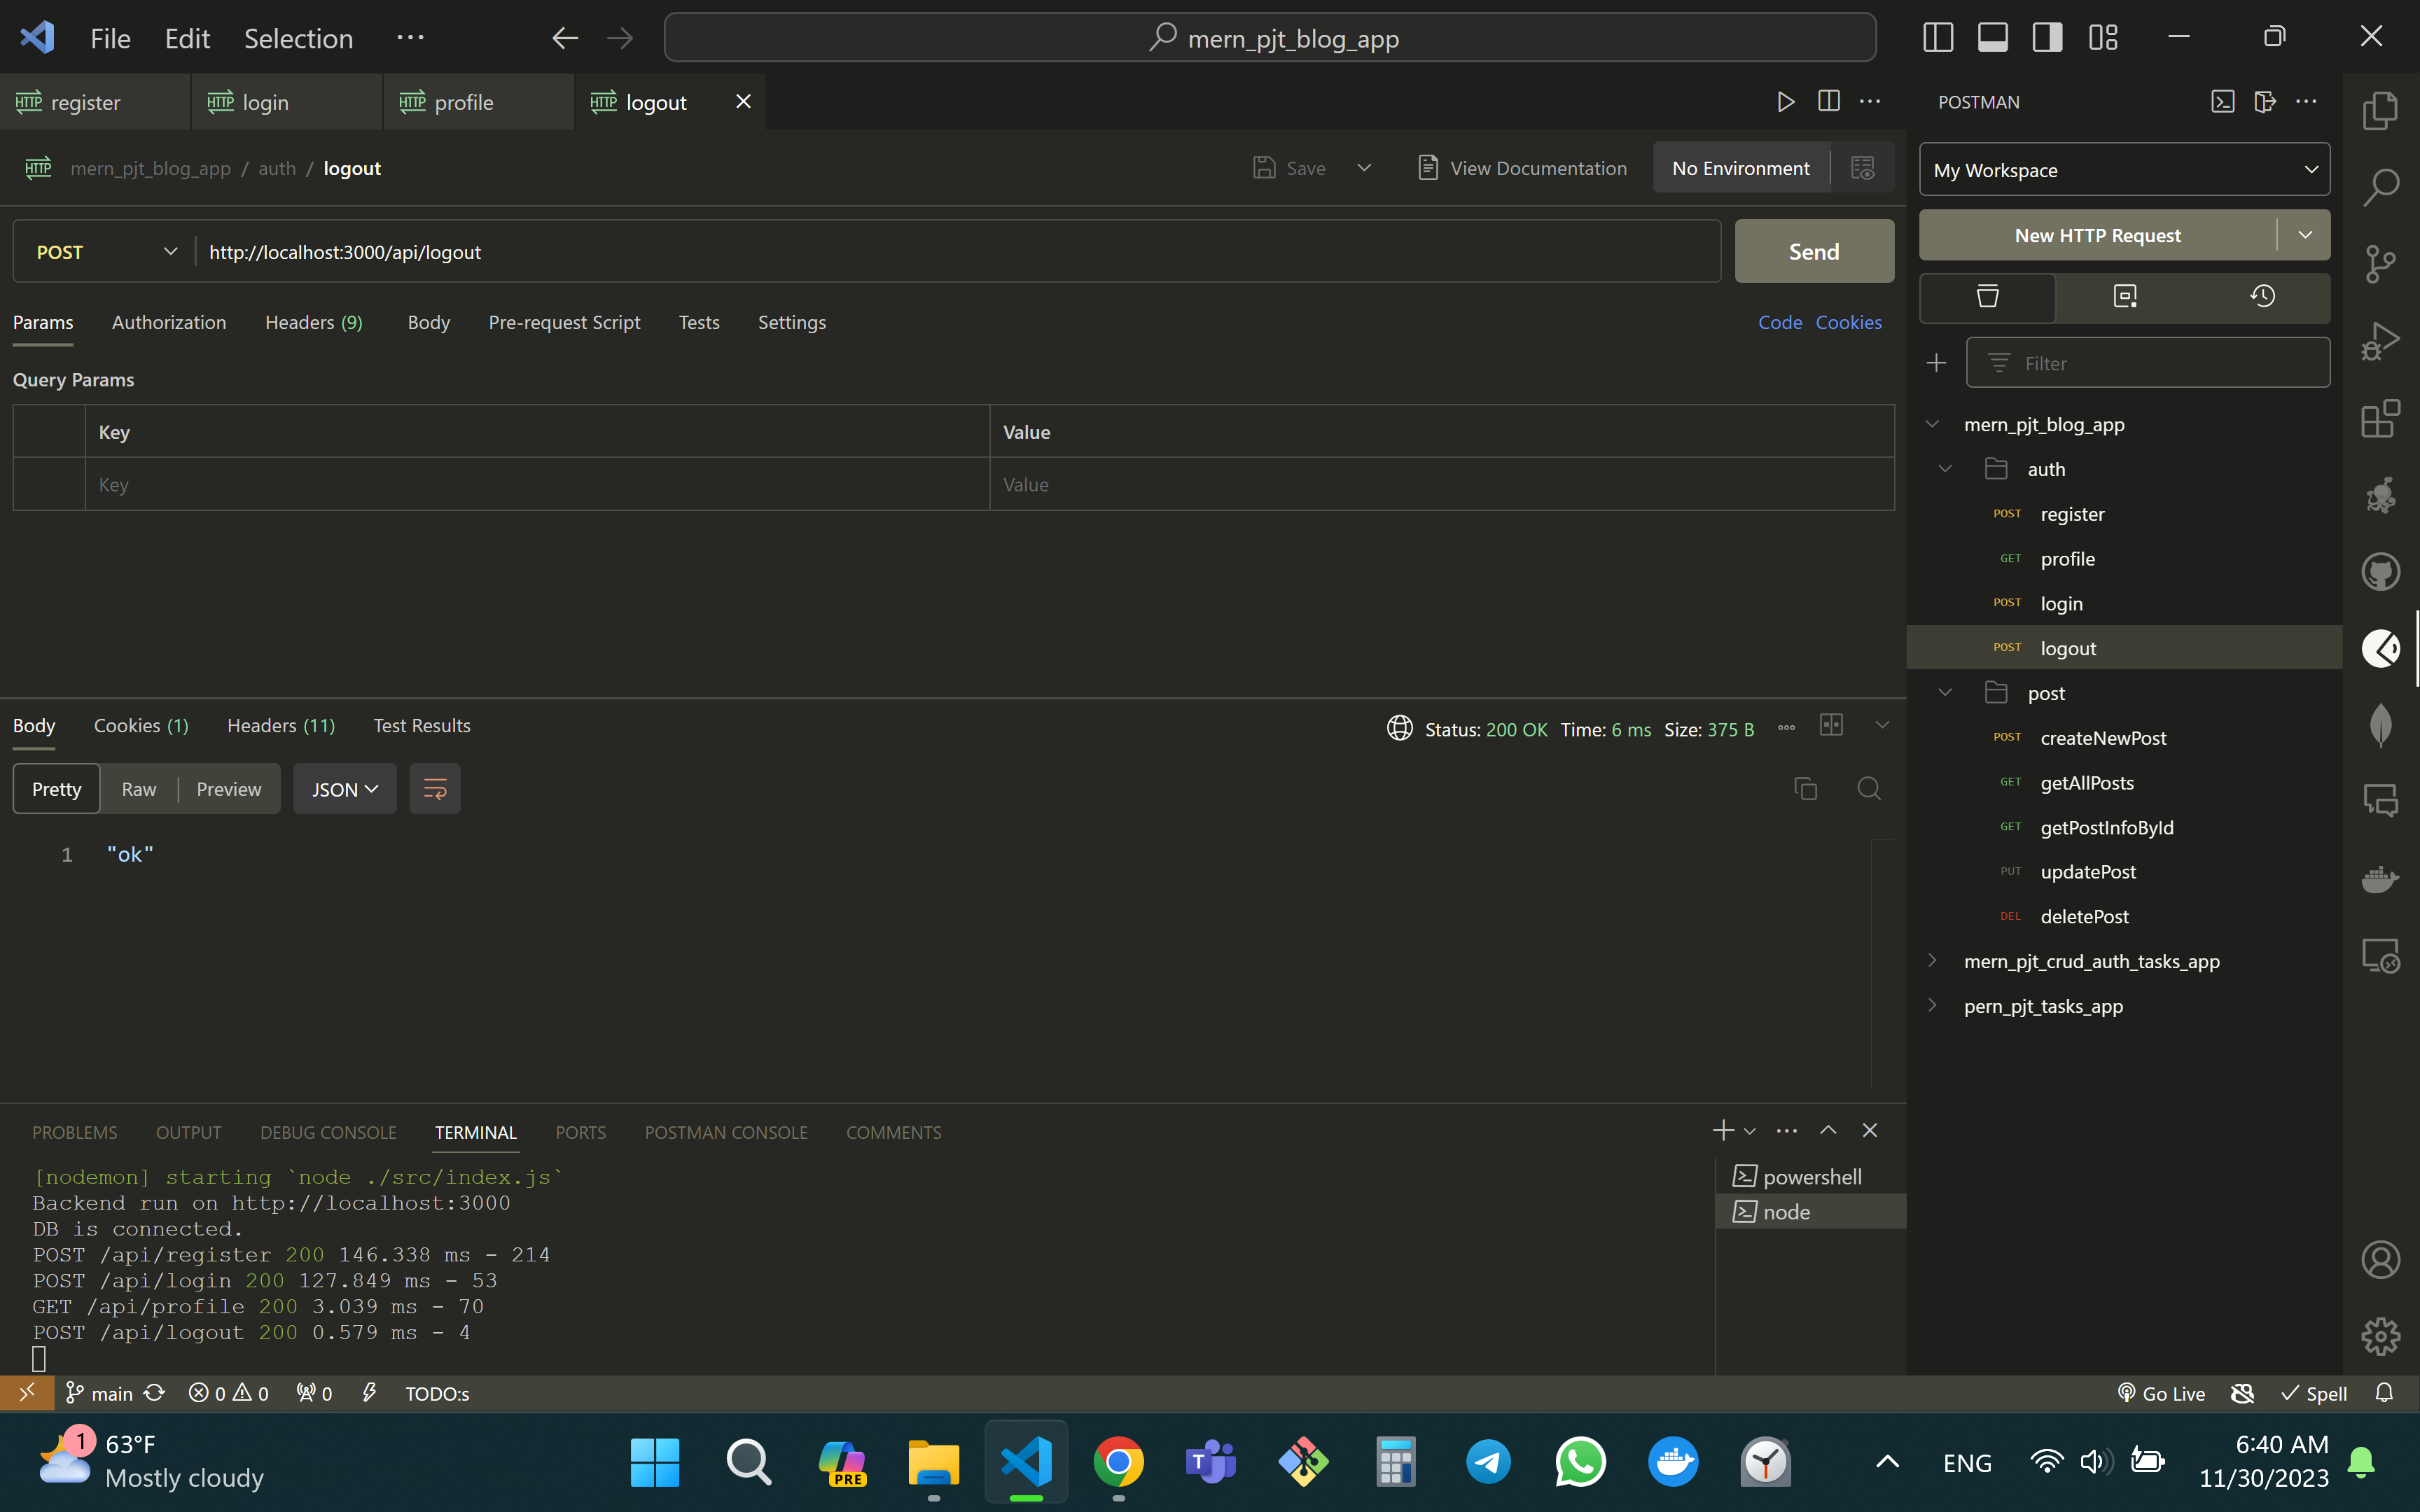 File Edit Selection ··· mern_pjt_blog_app
HTTP register HTTP login HTTP profile HTTP logout
POSTMAN
HTTP mern_pjt_blog_app / auth / logout Save View Documentation No Environment
My Workspace
POST http://localhost:3000/api/logout Send
New HTTP Request
Params Authorization Headers (9) Body Pre-request Script Tests Settings Code Cookies
Filter
Query Params
Key Value
Key Value
mern_pjt_blog_app
auth
POST register
GET profile
POST login
POST logout
post
POST createNewPost
GET getAllPosts
GET getPostInfoById
PUT updatePost
DEL deletePost
mern_pjt_crud_auth_tasks_app
pern_pjt_tasks_app
Body Cookies (1) Headers (11) Test Results Status: 200 OK Time: 6 ms Size: 375 B
Pretty Raw Preview JSON
1 "ok"
PROBLEMS OUTPUT DEBUG CONSOLE TERMINAL PORTS POSTMAN CONSOLE COMMENTS
[nodemon] starting `node ./src/index.js`
Backend run on http://localhost:3000
DB is connected.
POST /api/register 200 146.338 ms - 214
POST /api/login 200 127.849 ms - 53
GET /api/profile 200 3.039 ms - 70
POST /api/logout 200 0.579 ms - 4
powershell
node
main 0 0 0 TODO:s Go Live Spell
1 63°F
Mostly cloudy
PRE
T
ENG
6:40 AM
11/30/2023